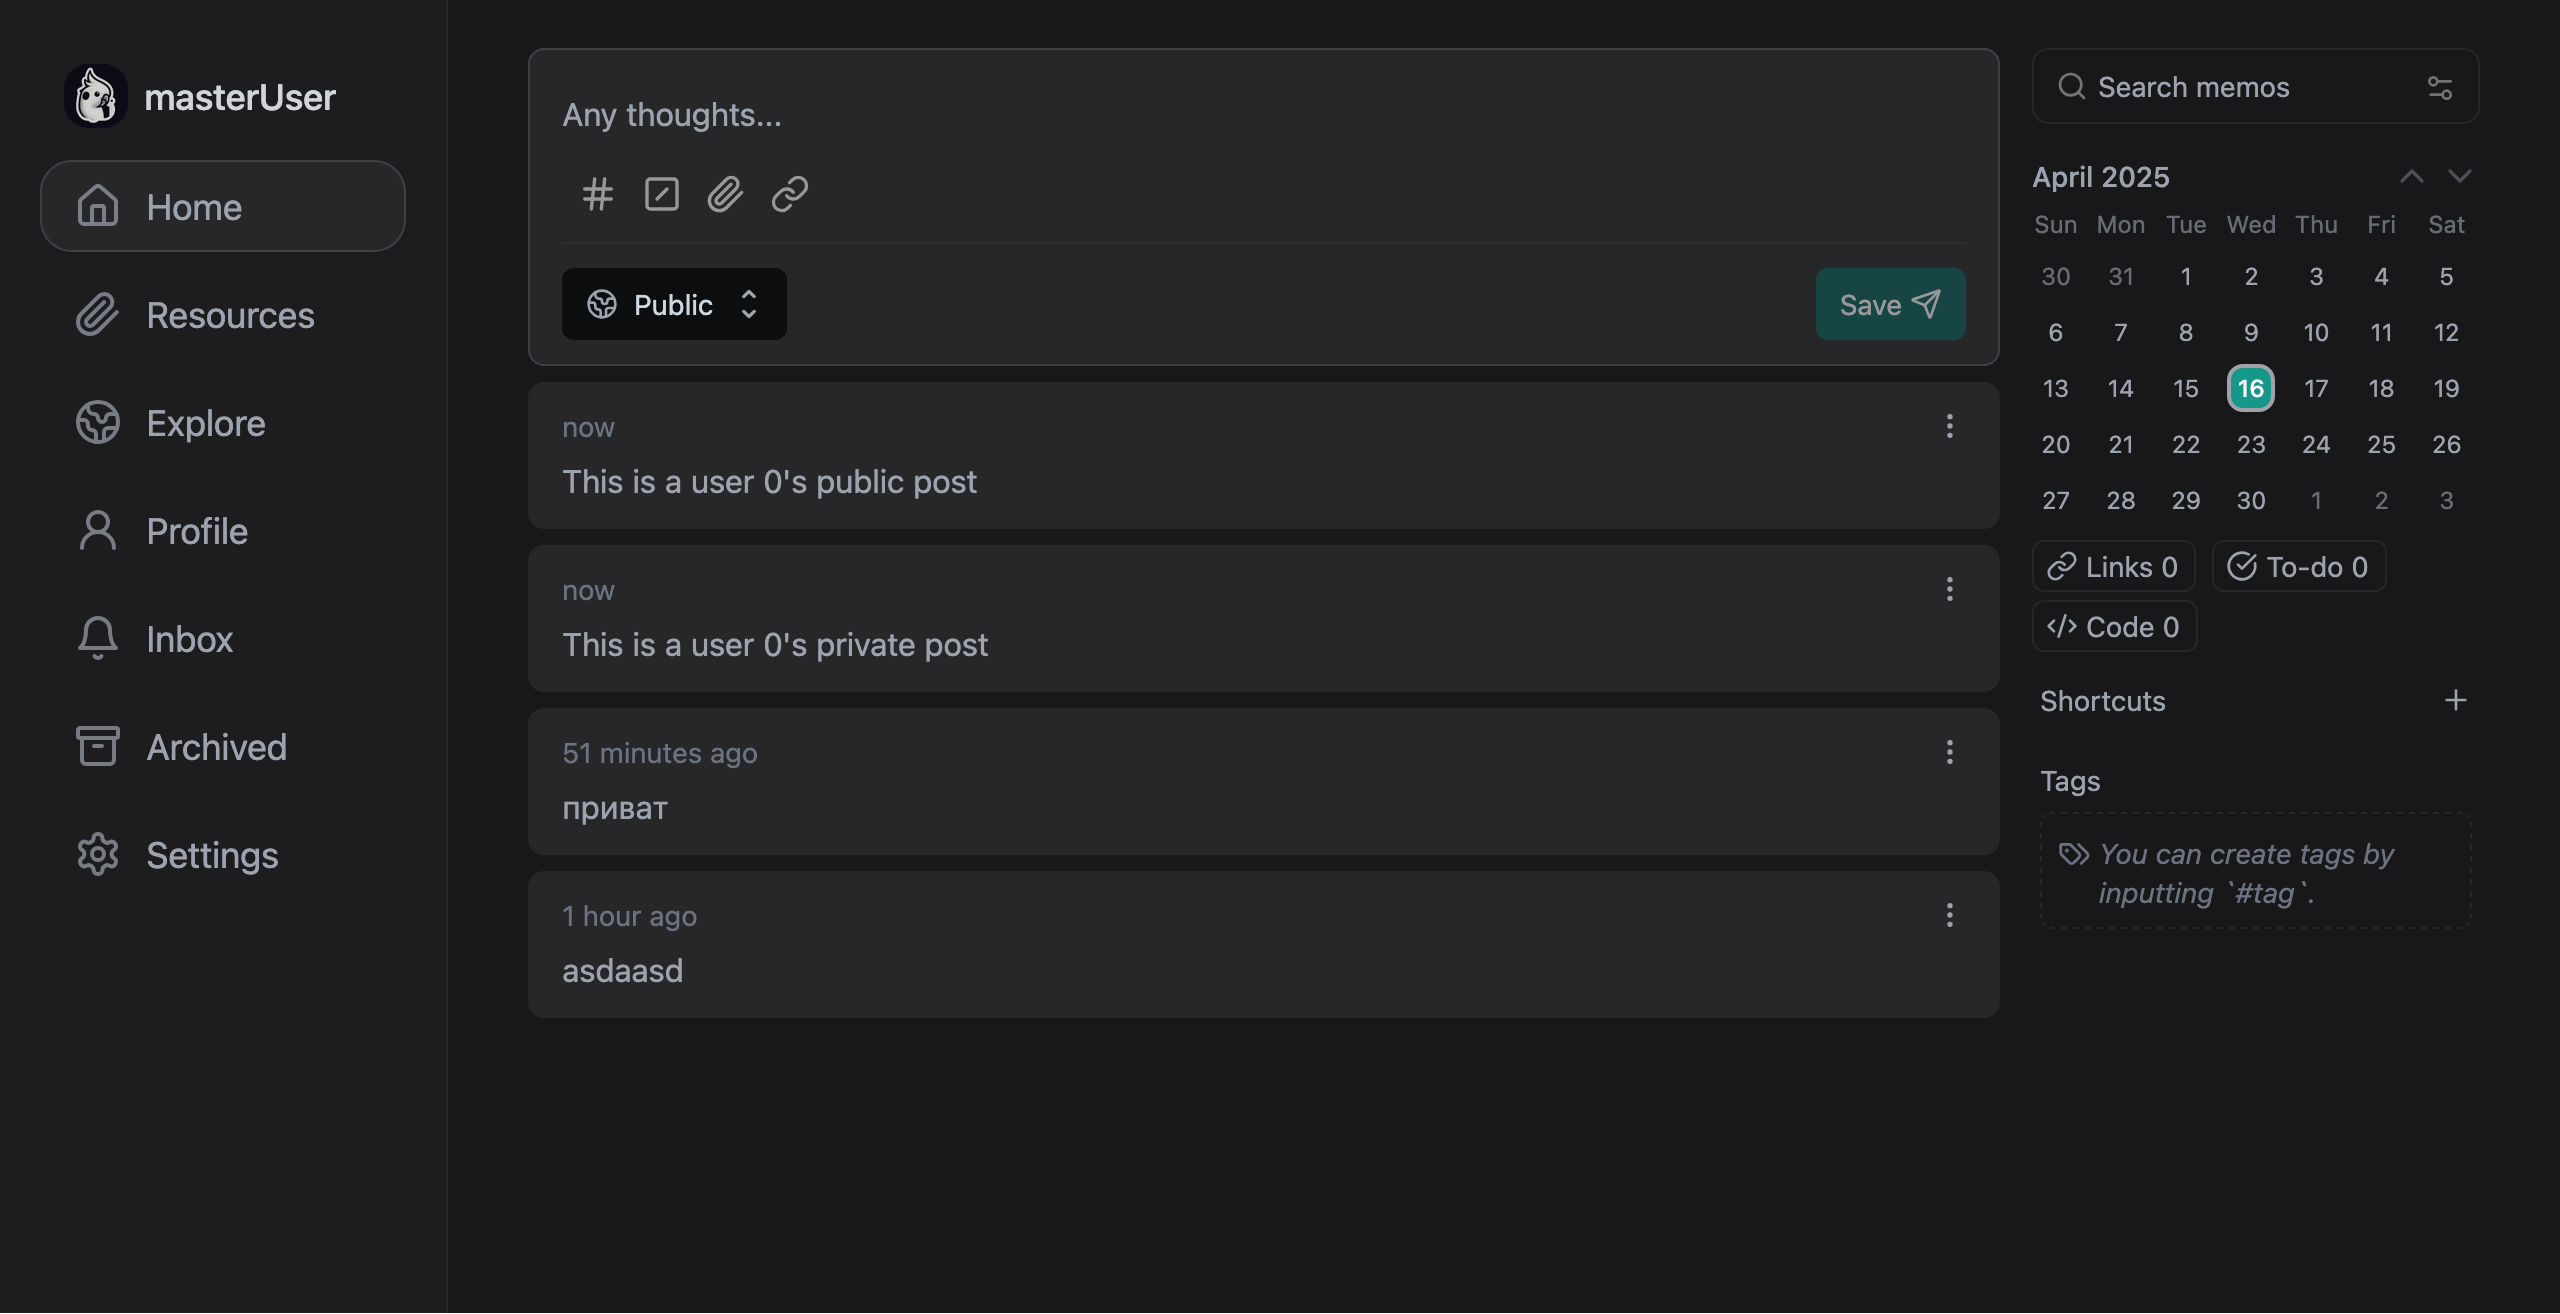 masterUser
Home
Resources
Explore
Profile
Inbox
Archived
Settings
Any thoughts...
Public
Save
now
This is a user 0's public post
now
This is a user 0's private post
51 minutes ago
приват
1 hour ago
asdaasd
Search memos
April 2025
Sun Mon Tue Wed Thu Fri Sat
30 31 1 2 3 4 5
6 7 8 9 10 11 12
13 14 15 16 17 18 19
20 21 22 23 24 25 26
27 28 29 30 1 2 3
Links 0 To-do 0
Code 0
Shortcuts
Tags
You can create tags by
inputting `#tag`.